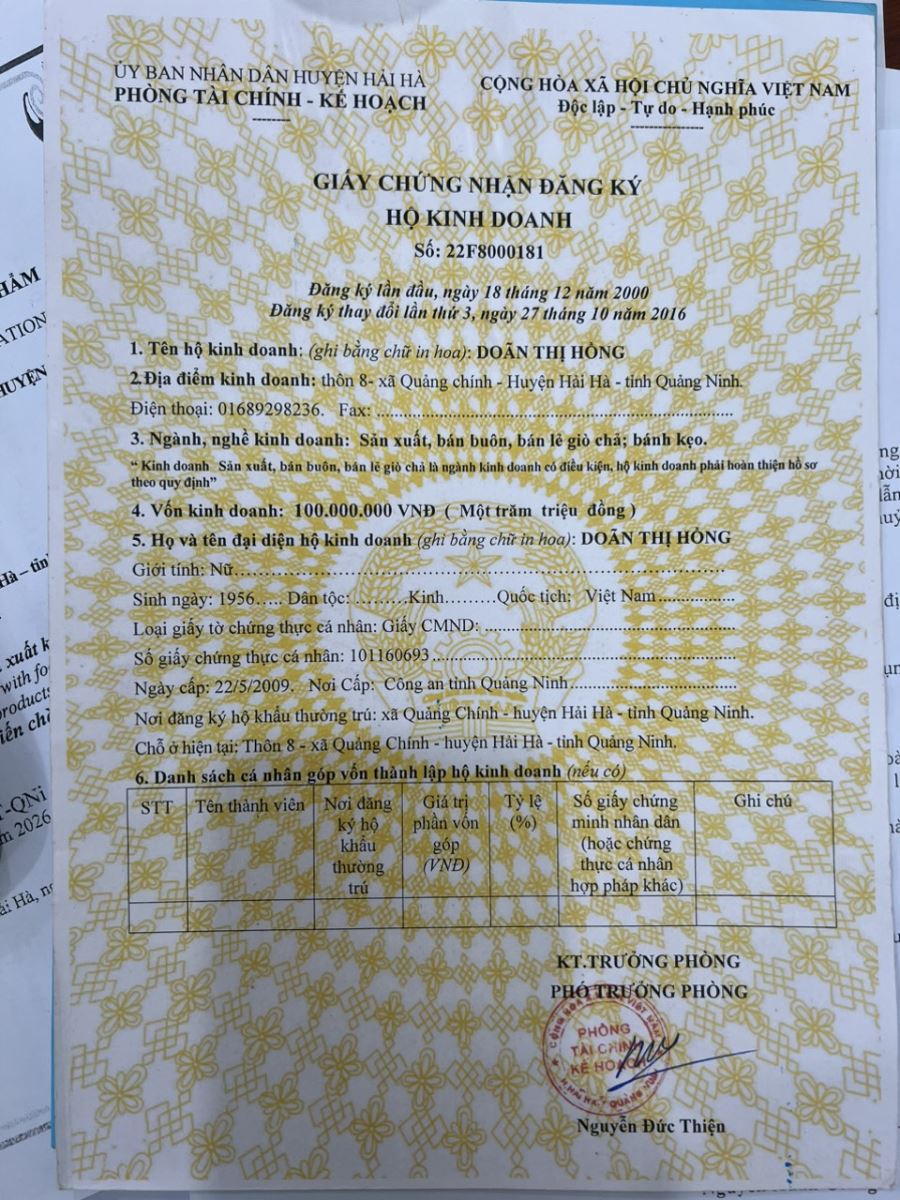 ỦY BAN NHÂN DÂN HUYỆN HẢI HÀ
PHÒNG TÀI CHÍNH - KẾ HOẠCH
CỘNG HÒA XÃ HỘI CHỦ NGHĨA VIỆT NAM
Độc lập - Tự do - Hạnh phúc
GIẤY CHỨNG NHẬN ĐĂNG KÝ
HỘ KINH DOANH
Số: 22F8000181
Đăng ký lần đầu, ngày 18 tháng 12 năm 2000
Đăng ký thay đổi lần thứ 3, ngày 27 tháng 10 năm 2016
1. Tên hộ kinh doanh: (ghi bằng chữ in hoa): DOÃN THỊ HỒNG
2.Địa điểm kinh doanh: thôn 8- xã Quảng chính - Huyện Hải Hà - tỉnh Quảng Ninh.
Điện thoại: 01689298236. Fax: ........................................................................
3. Ngành, nghề kinh doanh: Sản xuất, bán buôn, bán lẻ giò chả; bánh kẹo.
“ Kinh doanh Sản xuất, bán buôn, bán lẻ giò chả là ngành kinh doanh có điều kiện, hộ kinh doanh phải hoàn thiện hồ sơ
theo quy định”
4. Vốn kinh doanh: 100.000.000 VNĐ ( Một trăm triệu đồng )
5. Họ và tên đại diện hộ kinh doanh (ghi bằng chữ in hoa): DOÃN THỊ HỒNG
Giới tính: Nữ..............................................................................
Sinh ngày: 1956….. Dân tộc: ………Kinh………Quốc tịch: Việt Nam...............
Loại giấy tờ chứng thực cá nhân: Giấy CMND: ..................................................
Số giấy chứng thực cá nhân: 101160693............................................................
Ngày cấp: 22/5/2009. Nơi Cấp: Công an tỉnh Quảng Ninh.................................
Nơi đăng ký hộ khẩu thường trú: xã Quảng Chính - huyện Hải Hà - tỉnh Quảng Ninh.
Chỗ ở hiện tại: Thôn 8 - xã Quảng Chính - huyện Hải Hà - tỉnh Quảng Ninh.
6. Danh sách cá nhân góp vốn thành lập hộ kinh doanh (nếu có)
STT
Tên thành viên
Nơi đăng
ký hộ
khẩu
thường
trú
Giá trị
phần vốn
góp
(VNĐ)
Tỷ lệ
(%)
Số giấy chứng
minh nhân dân
(hoặc chứng
thực cá nhân
hợp pháp khác)
Ghi chú
KT.TRƯỞNG PHÒNG
PHÓ TRƯỞNG PHÒNG
PHÒNG
TÀI CHÍNH
KẾ HOẠCH
Nguyễn Đức Thiện
ATION
HUYỆN
xuất k
with fo
products
T-QNi
2026